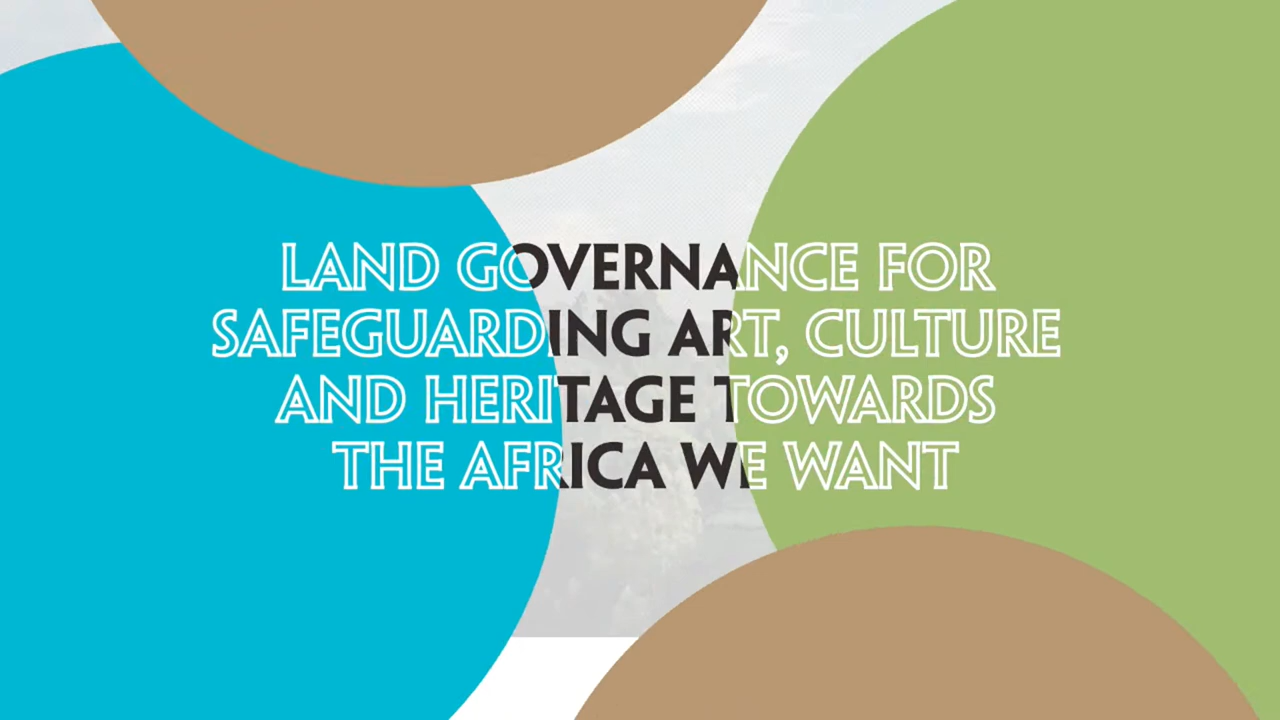 LAND GOVERNANCE FOR
SAFEGUARDING ART, CULTURE
AND HERITAGE TOWARDS
THE AFRICA WE WANT